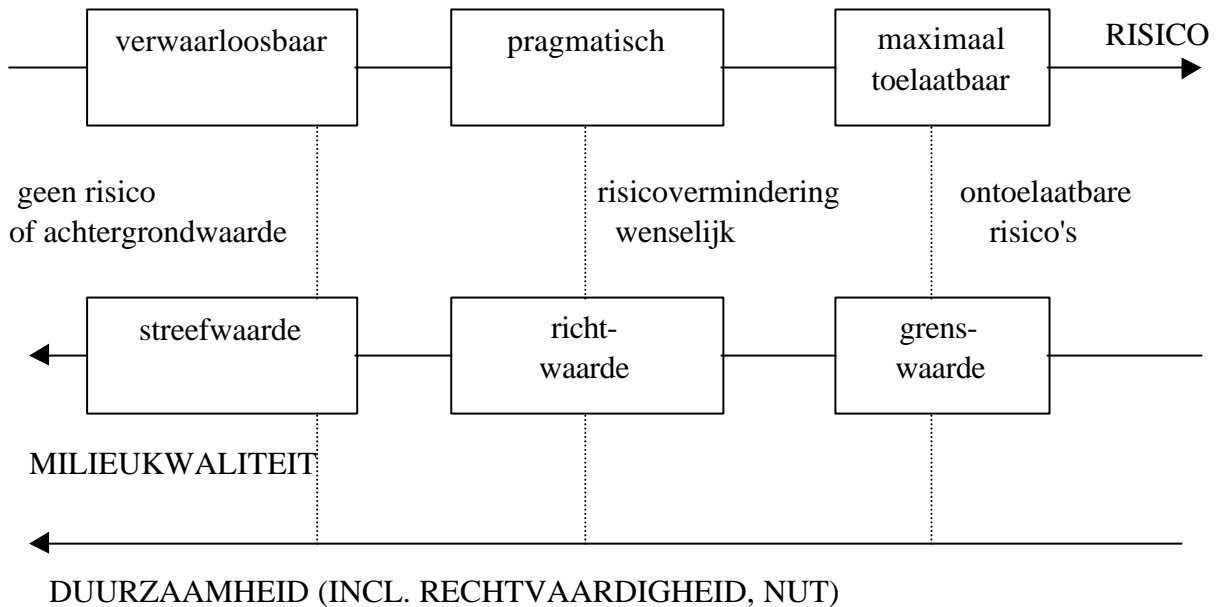 verwaarloosbaar
pragmatisch
maximaal
toelaatbaar
RISICO
geen risico
of achtergrondwaarde
risicovermindering
wenselijk
ontoelaatbare
risico's
streefwaarde
richt-
waarde
grens-
waarde
MILIEUKWALITEIT
DUURZAAMHEID (INCL. RECHTVAARDIGHEID, NUT)